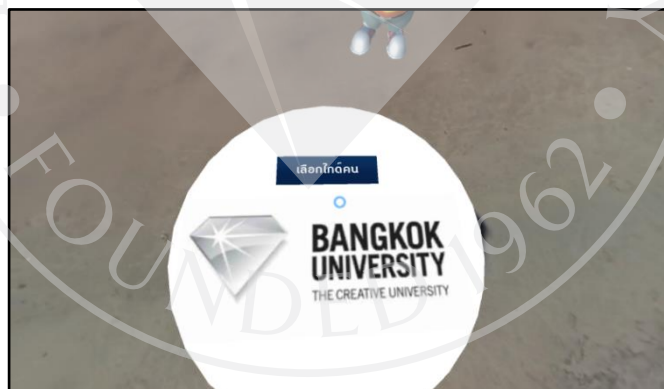 เลือกไกด์คน
BANGKOK
UNIVERSITY
THE CREATIVE UNIVERSITY
FOUNDED 1962